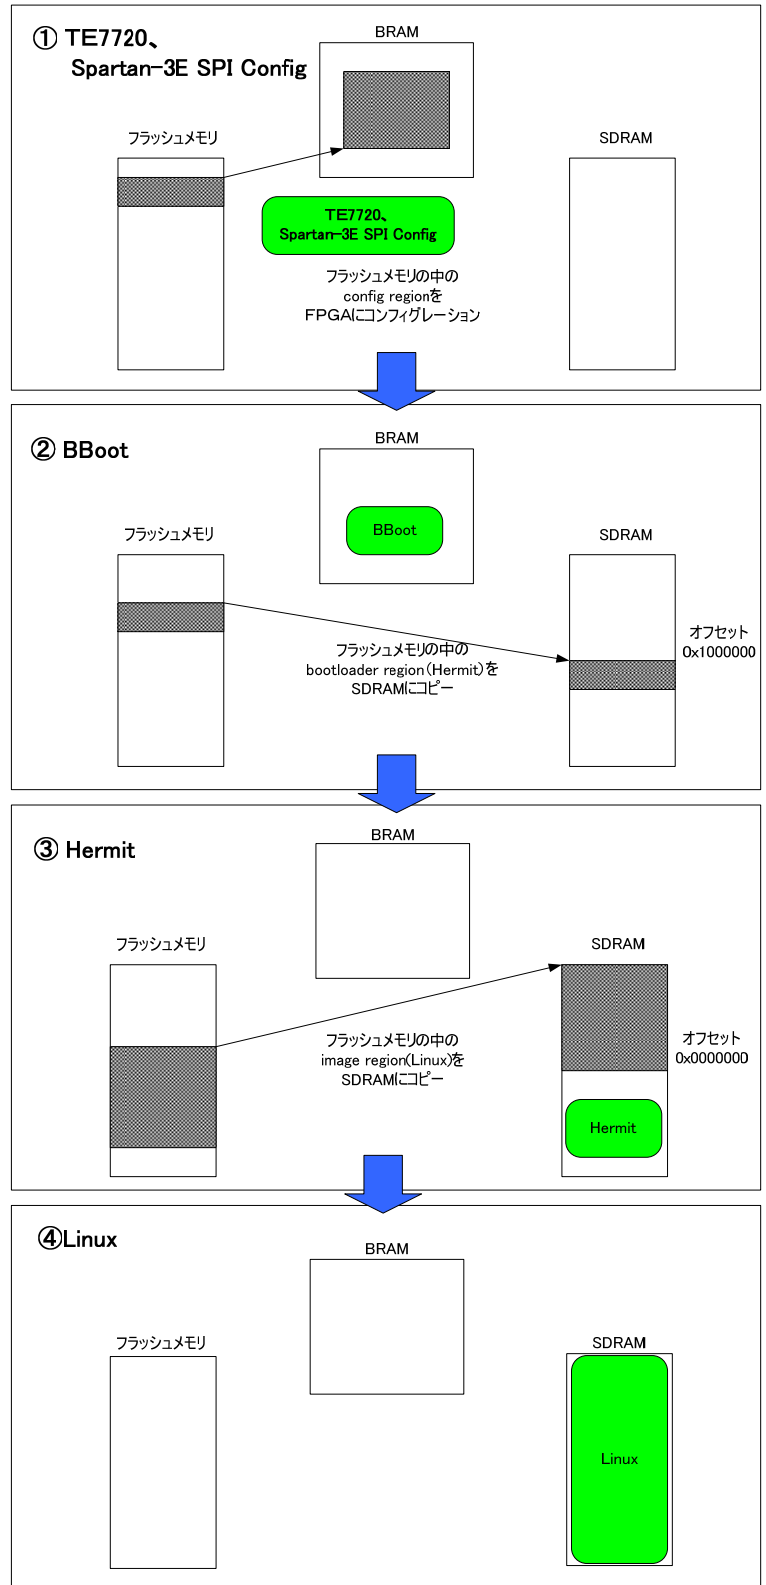 ① TE7720、
Spartan-3E SPI Config
BRAM
フラッシュメモリ
SDRAM
TE7720、
Spartan-3E SPI Config
フラッシュメモリの中の
config regionを
FPGAにコンフィグレーション
② BBoot
BRAM
BBoot
フラッシュメモリ
SDRAM
オフセット
0x1000000
フラッシュメモリの中の
bootloader region(Hermit)を
SDRAMにコピー
③ Hermit
BRAM
フラッシュメモリ
SDRAM
フラッシュメモリの中の
image region(Linux)を
SDRAMにコピー
オフセット
0x0000000
Hermit
④Linux
BRAM
フラッシュメモリ
SDRAM
Linux